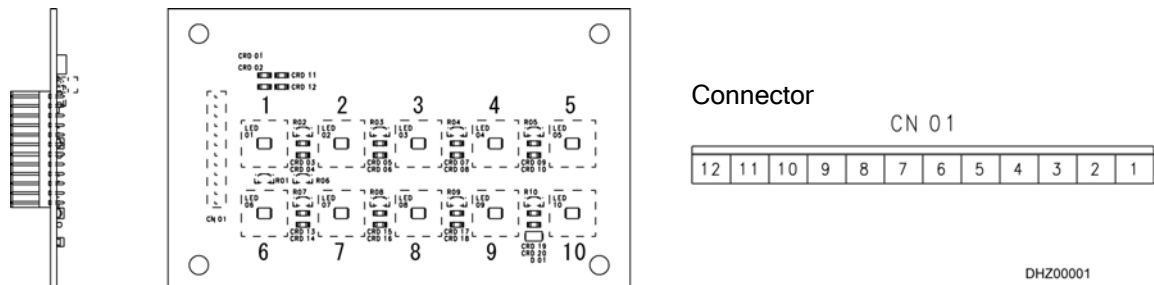 CRD 01
CRD 02
CRD 11
CRD 12
1 2 3 4 5
LED 01
R02
LED 02
R03
LED 03
R04
LED 04
R05
LED 05
CRD 03
CRD 04
CRD 05
CRD 06
CRD 07
CRD 08
CRD 09
CRD 10
R01
R06
LED 06
R07
LED 07
R08
LED 08
R09
LED 09
R10
LED 10
CN 01
CRD 13
CRD 14
CRD 15
CRD 16
CRD 17
CRD 18
CRD 19
CRD 20
D 01
6 7 8 9 10
Connector
CN 01
12 11 10 9 8 7 6 5 4 3 2 1
DHZ00001